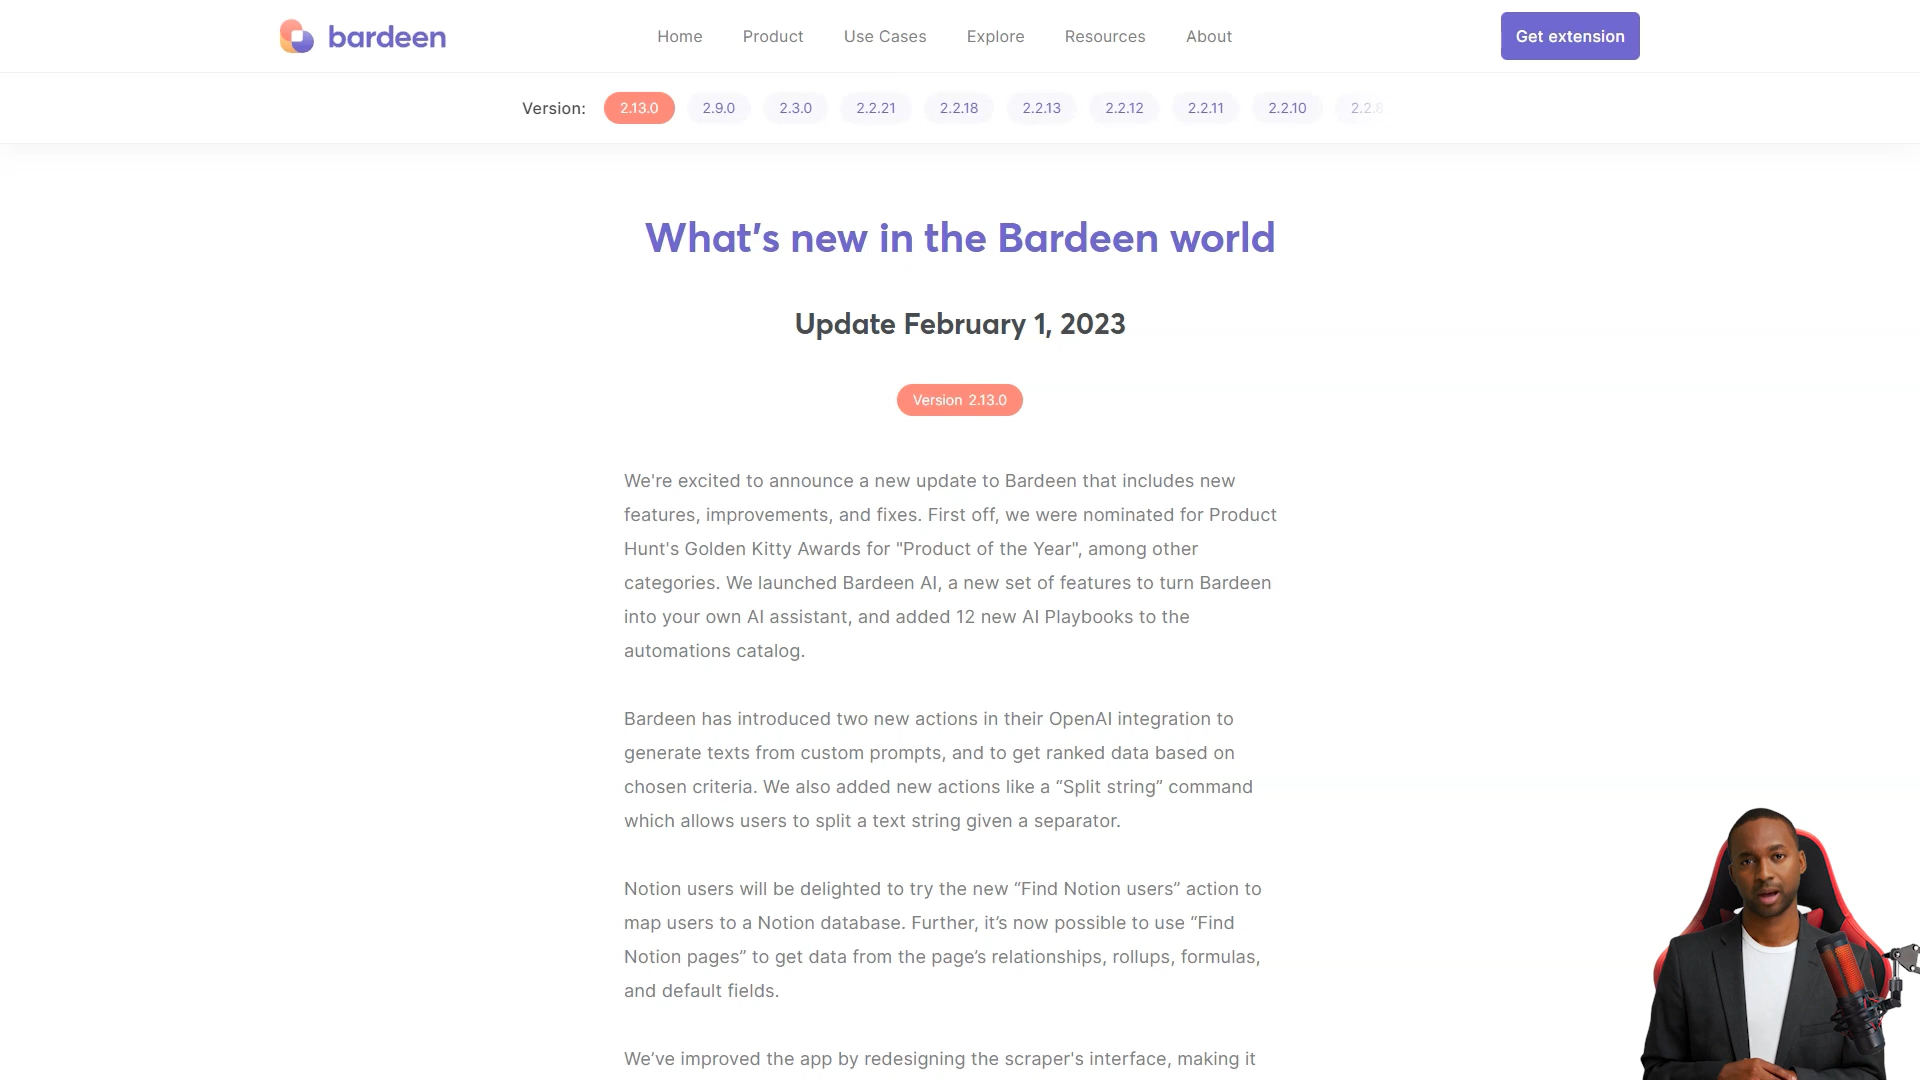 bardeen
Home Product Use Cases Explore Resources About
Get extension
Version: 2.13.0 2.9.0 2.3.0 2.2.21 2.2.18 2.2.13 2.2.12 2.2.11 2.2.10 2.2.8
What's new in the Bardeen world
Update February 1, 2023
Version 2.13.0
We're excited to announce a new update to Bardeen that includes new
features, improvements, and fixes. First off, we were nominated for Product
Hunt's Golden Kitty Awards for "Product of the Year", among other
categories. We launched Bardeen AI, a new set of features to turn Bardeen
into your own AI assistant, and added 12 new AI Playbooks to the
automations catalog.
Bardeen has introduced two new actions in their OpenAI integration to
generate texts from custom prompts, and to get ranked data based on
chosen criteria. We also added new actions like a “Split string” command
which allows users to split a text string given a separator.
Notion users will be delighted to try the new “Find Notion users” action to
map users to a Notion database. Further, it’s now possible to use “Find
Notion pages” to get data from the page’s relationships, rollups, formulas,
and default fields.
We’ve improved the app by redesigning the scraper's interface, making it